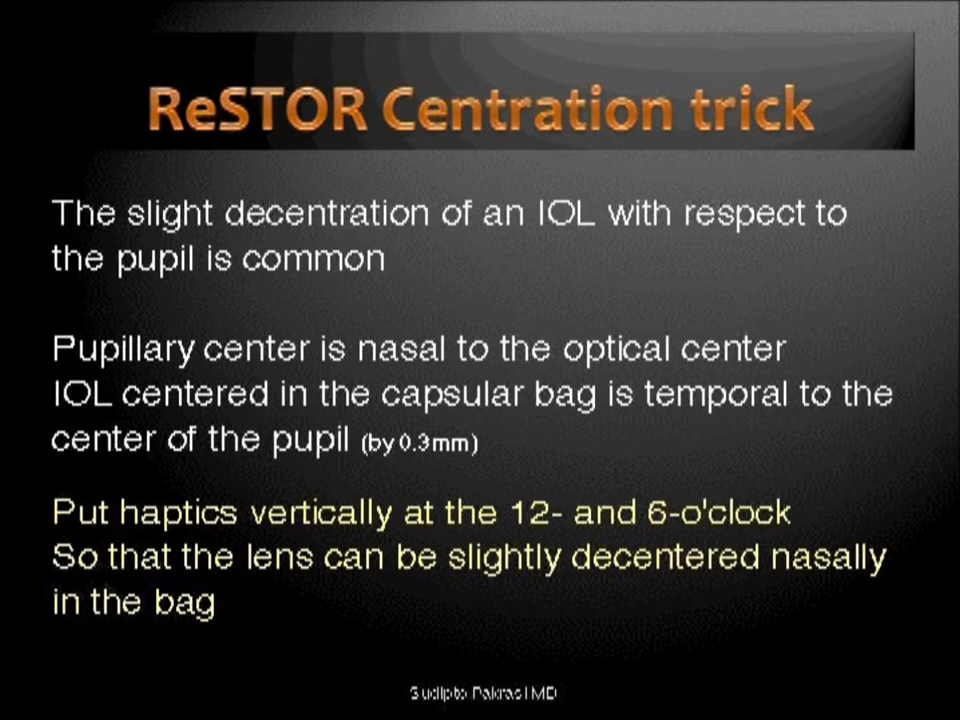 ReSTOR Centration trick
The slight decentration of an IOL with respect to
the pupil is common
Pupillary center is nasal to the optical center
IOL centered in the capsular bag is temporal to the
center of the pupil (by 0.3mm)
Put haptics vertically at the 12- and 6-o'clock
So that the lens can be slightly decentered nasally
in the bag
Sudipto Pakrasi MD